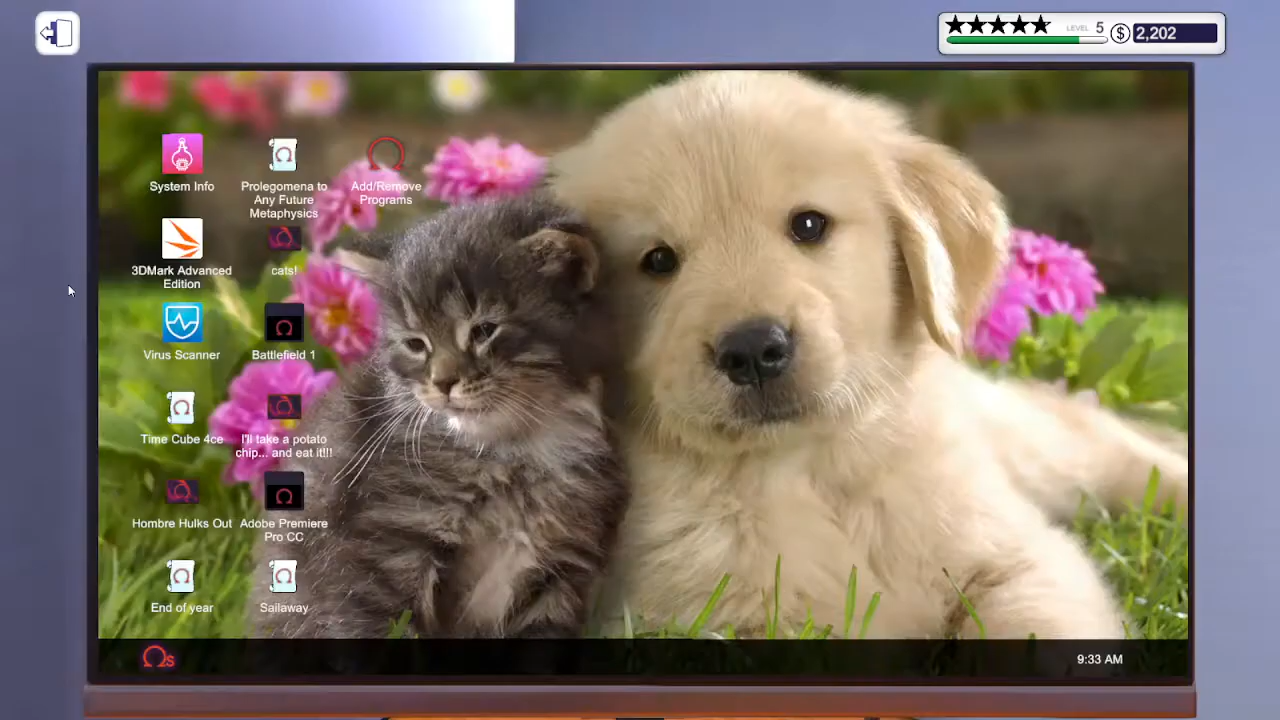 LEVEL 5
$ 2,202
System Info
Prolegomena to
Any Future
Metaphysics
Add/Remove
Programs
3DMark Advanced
Edition
cats!
Virus Scanner
Battlefield 1
Time Cube 4ce
I'll take a potato
chip... and eat it!!!
Hombre Hulks Out
Adobe Premiere
Pro CC
End of year
Sailaway
Ωs
9:33 AM